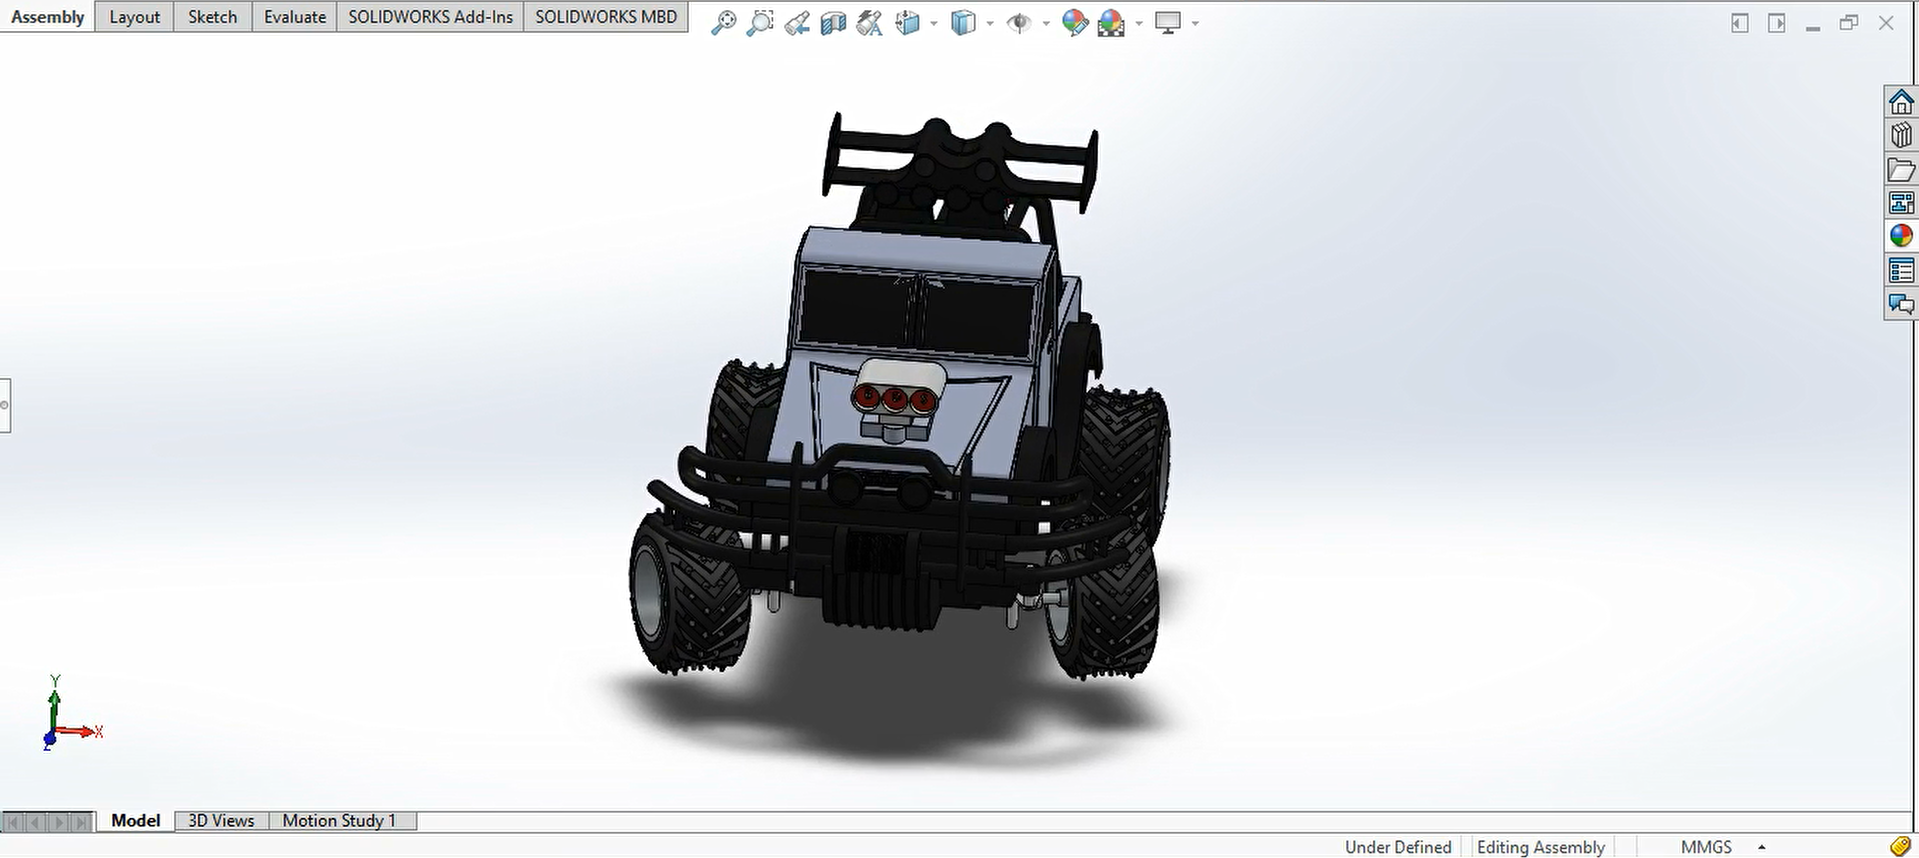 Assembly Layout Sketch Evaluate SOLIDWORKS Add-Ins SOLIDWORKS MBD
Y
X
Z
Model 3D Views Motion Study 1
Under Defined Editing Assembly MMGS